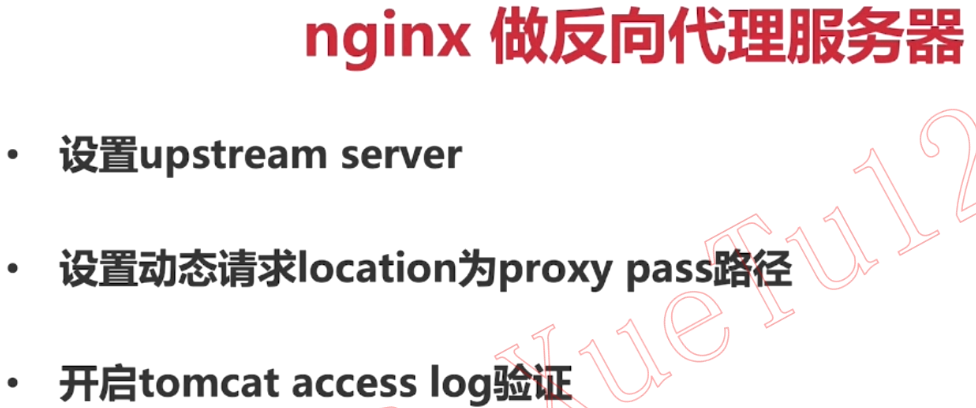 nginx 做反向代理服务器
• 设置upstream server
• 设置动态请求location为proxy pass路径
• 开启tomcat access log验证
XueTu12